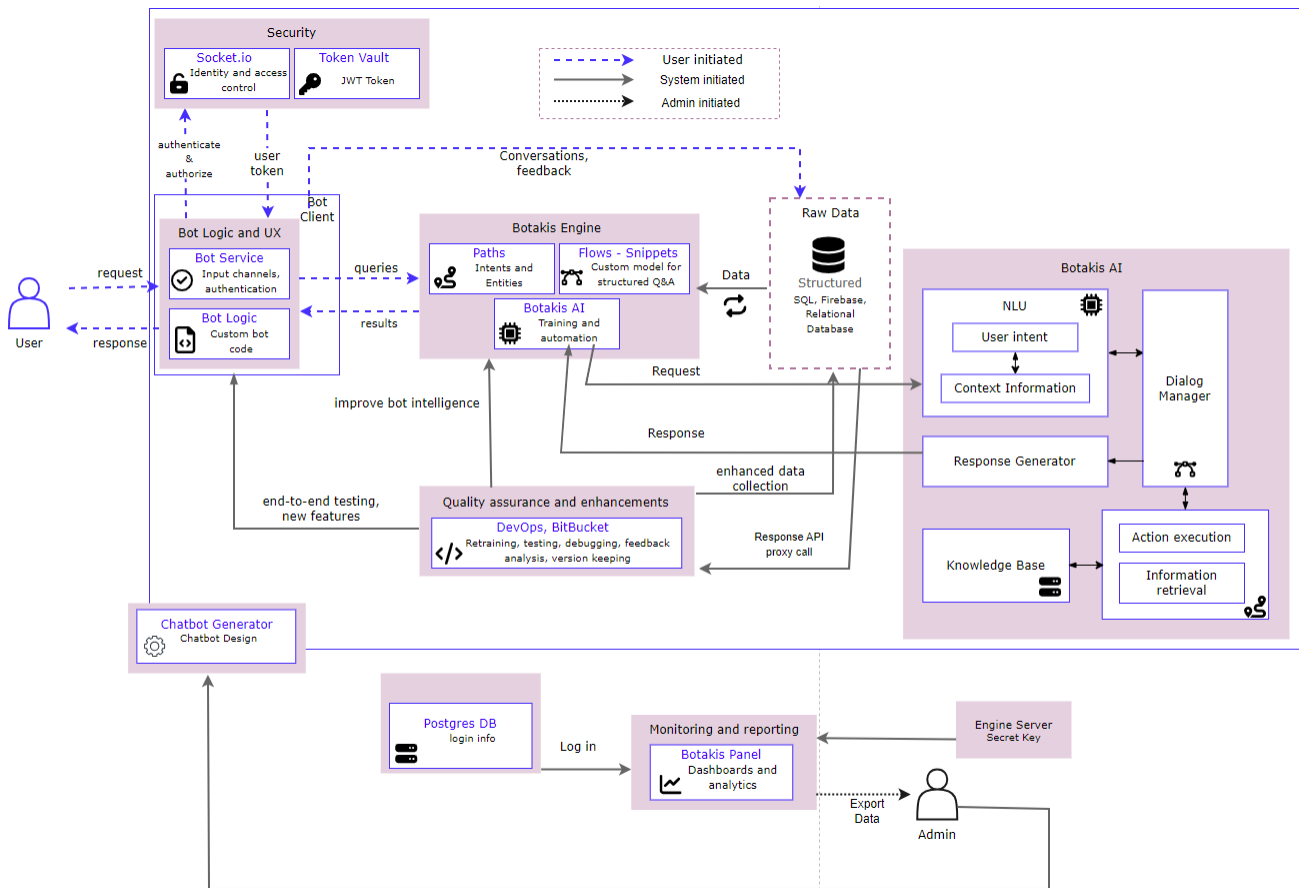 Security
Socket.io
Identity and access
control
Token Vault
JWT Token
User initiated
System initiated
Admin initiated
authenticate
&
authorize
user
token
Conversations,
feedback
Bot
Client
Bot Logic and UX
Bot Service
Input channels,
authentication
Bot Logic
Custom bot
code
request
response
User
queries
results
Botakis Engine
Paths
Intents and
Entities
Flows - Snippets
Custom model for
structured Q&A
Botakis AI
Training and
automation
Data
Raw Data
Structured
SQL, Firebase,
Relational
Database
Botakis AI
NLU
User intent
Context Information
Dialog
Manager
Response Generator
Knowledge Base
Action execution
Information
retrieval
Request
Response
improve bot intelligence
enhanced data
collection
end-to-end testing,
new features
Quality assurance and enhancements
DevOps, BitBucket
Retraining, testing, debugging, feedback
analysis, version keeping
Response API
proxy call
Chatbot Generator
Chatbot Design
Postgres DB
login info
Log in
Monitoring and reporting
Botakis Panel
Dashboards and
analytics
Engine Server
Secret Key
Export
Data
Admin